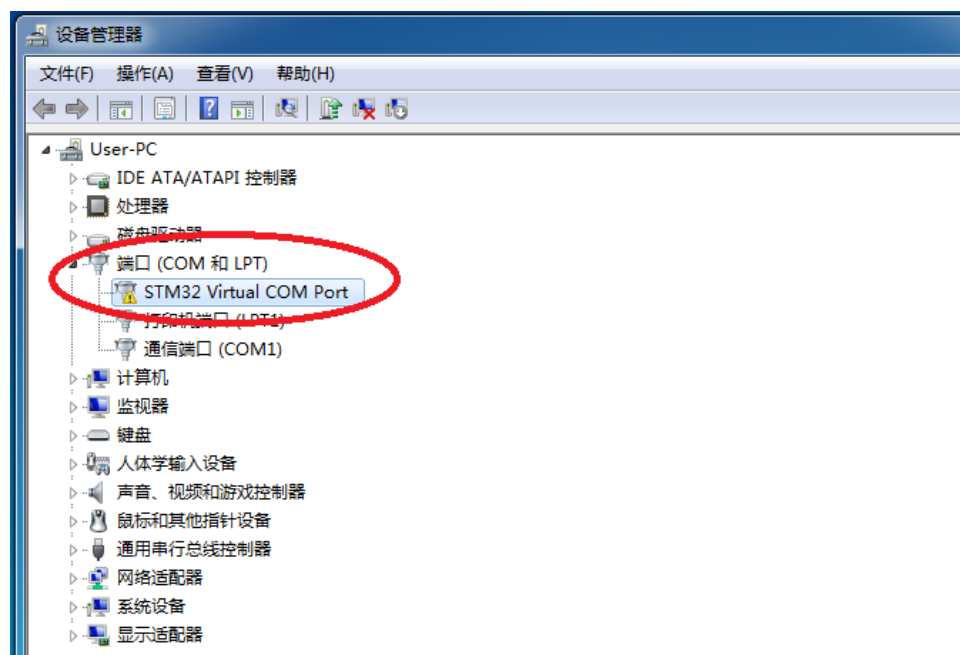 设备管理器
文件(F) 操作(A) 查看(V) 帮助(H)
User-PC
IDE ATA/ATAPI 控制器
处理器
磁盘驱动器
端口 (COM 和 LPT)
STM32 Virtual COM Port
打印机端口 (LPT1)
通信端口 (COM1)
计算机
监视器
键盘
人体学输入设备
声音、视频和游戏控制器
鼠标和其他指针设备
通用串行总线控制器
网络适配器
系统设备
显示适配器